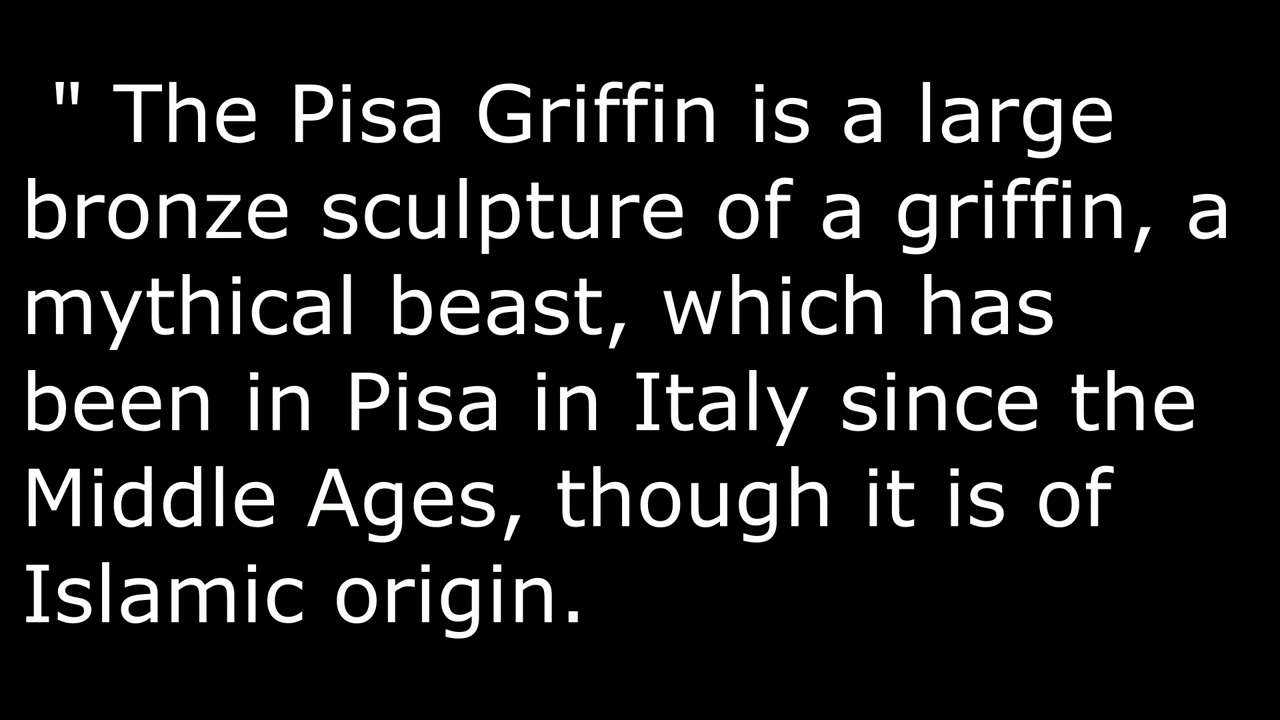 " The Pisa Griffin is a large
bronze sculpture of a griffin, a
mythical beast, which has
been in Pisa in Italy since the
Middle Ages, though it is of
Islamic origin.